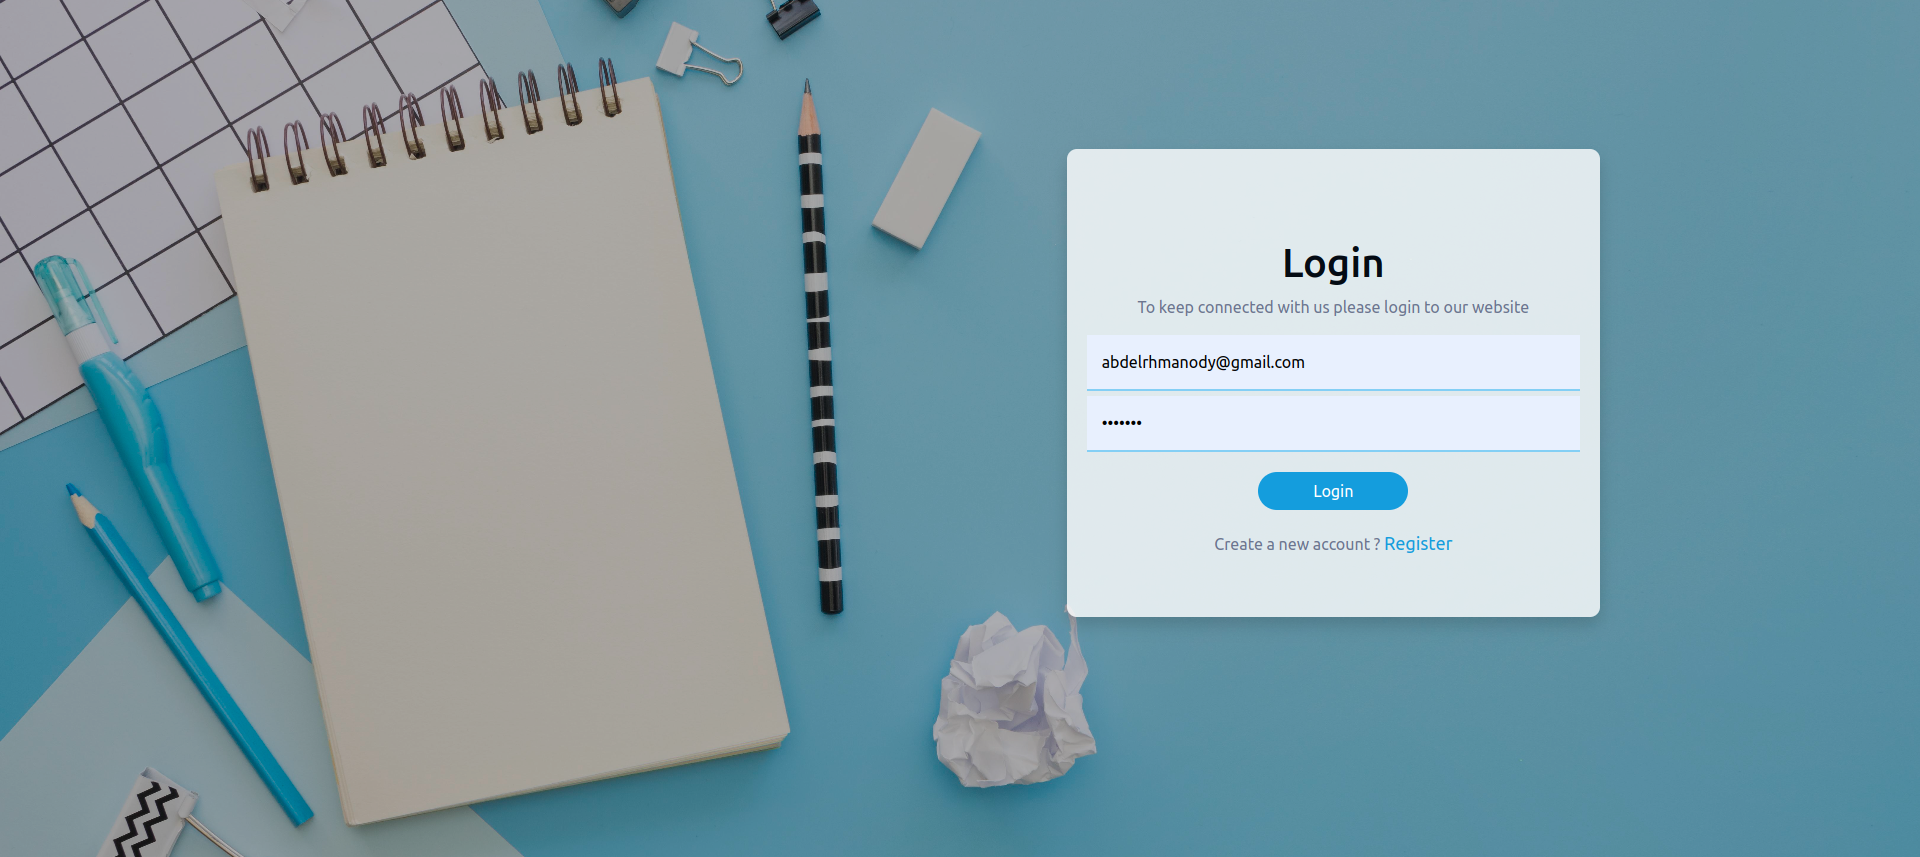 Login
To keep connected with us please login to our website
abdelrhmanody@gmail.com
•••••••
Login
Create a new account ? Register